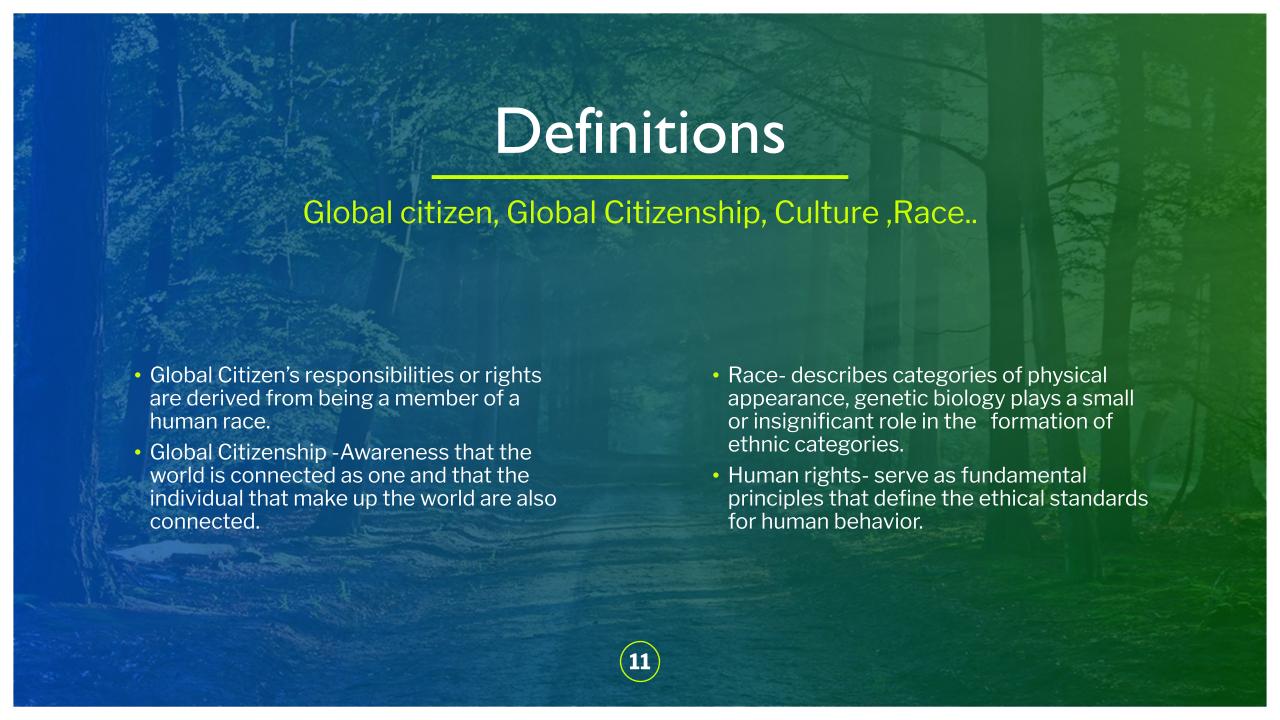 Definitions
Global citizen, Global Citizenship, Culture ,Race..
• Global Citizen’s responsibilities or rights
are derived from being a member of a
human race.
• Global Citizenship -Awareness that the
world is connected as one and that the
individual that make up the world are also
connected.
• Race- describes categories of physical
appearance, genetic biology plays a small
or insignificant role in the  formation of
ethnic categories.
• Human rights- serve as fundamental
principles that define the ethical standards
for human behavior.
11